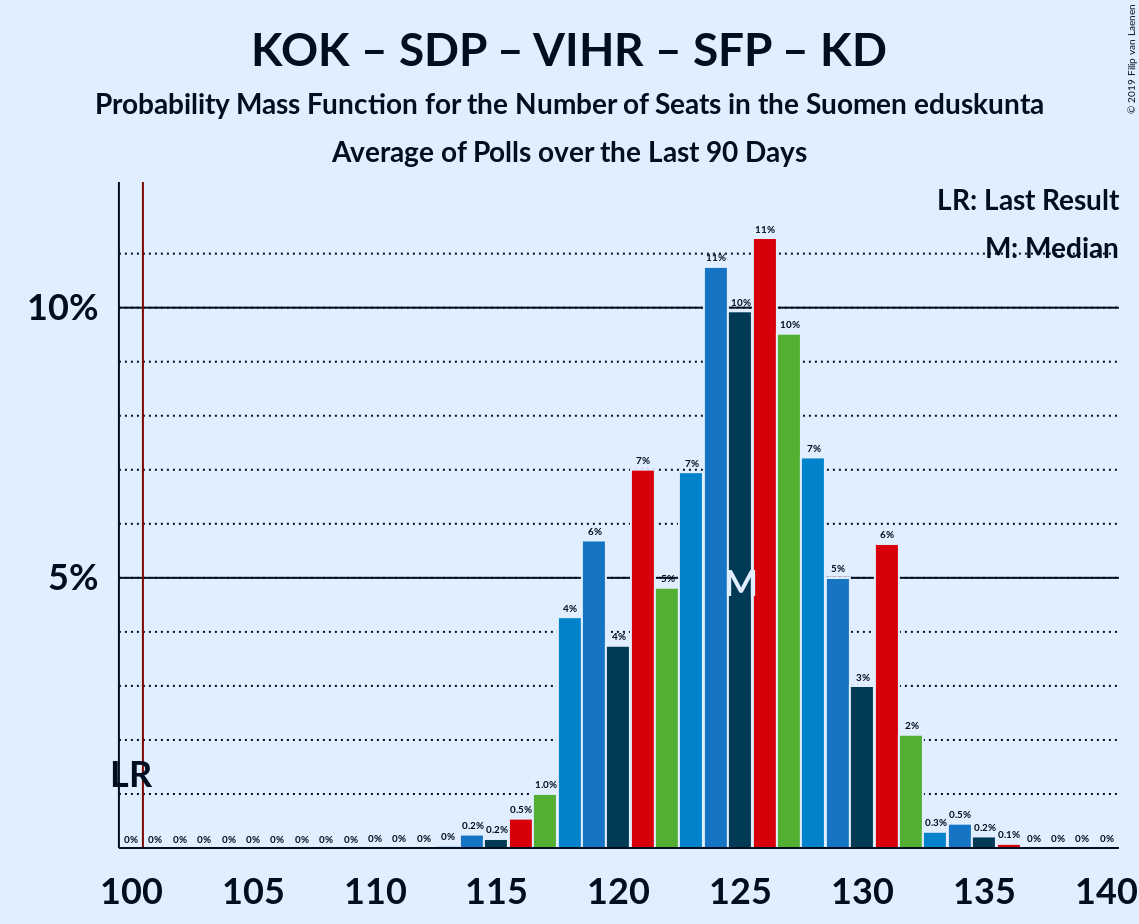 KOK – SDP – VIHR – SFP – KD
Probability Mass Function for the Number of Seats in the Suomen eduskunta
Average of Polls over the Last 90 Days
© 2019 Filip van Laenen
LR: Last Result
M: Median
10%
5%
LR
M
0% 0% 0% 0% 0% 0% 0% 0% 0% 0% 0% 0% 0% 0% 0.2% 0.2% 0.5% 1.0% 4% 6% 4% 7% 5% 7% 11% 10% 11% 10% 7% 5% 3% 6% 2% 0.3% 0.5% 0.2% 0.1% 0% 0% 0% 0%
100 105 110 115 120 125 130 135 140